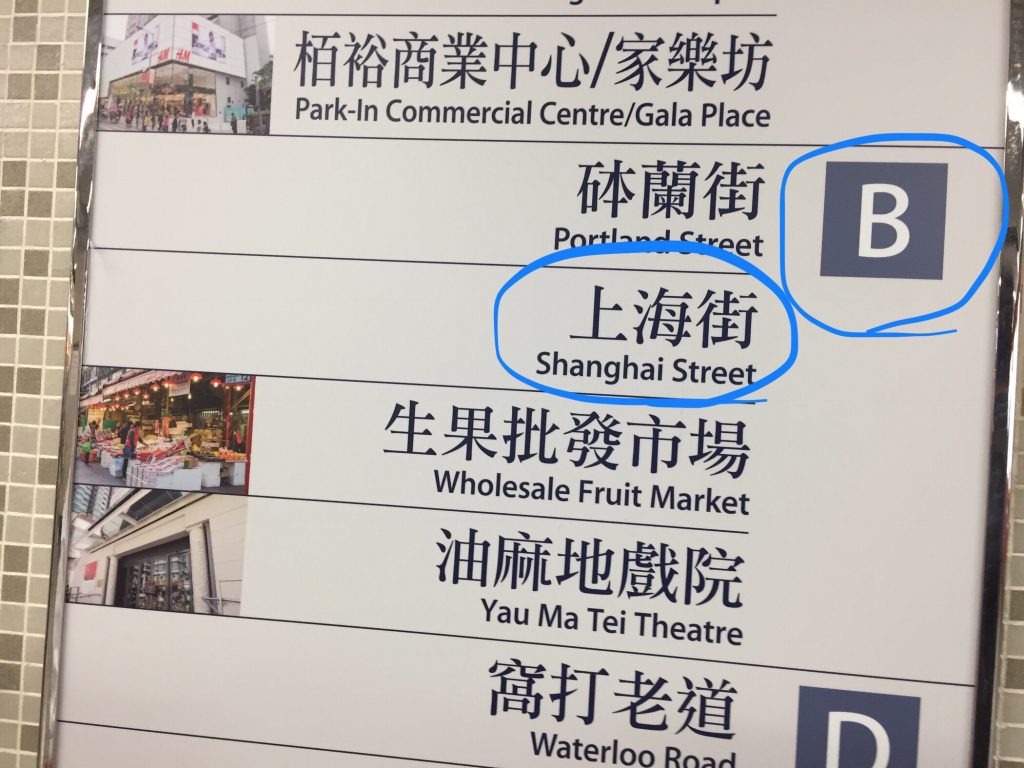 栢裕商業中心/家樂坊
Park-In Commercial Centre/Gala Place
砵蘭街
Portland Street
B
上海街
Shanghai Street
生果批發市場
Wholesale Fruit Market
油麻地戲院
Yau Ma Tei Theatre
窩打老道
Waterloo Road
D